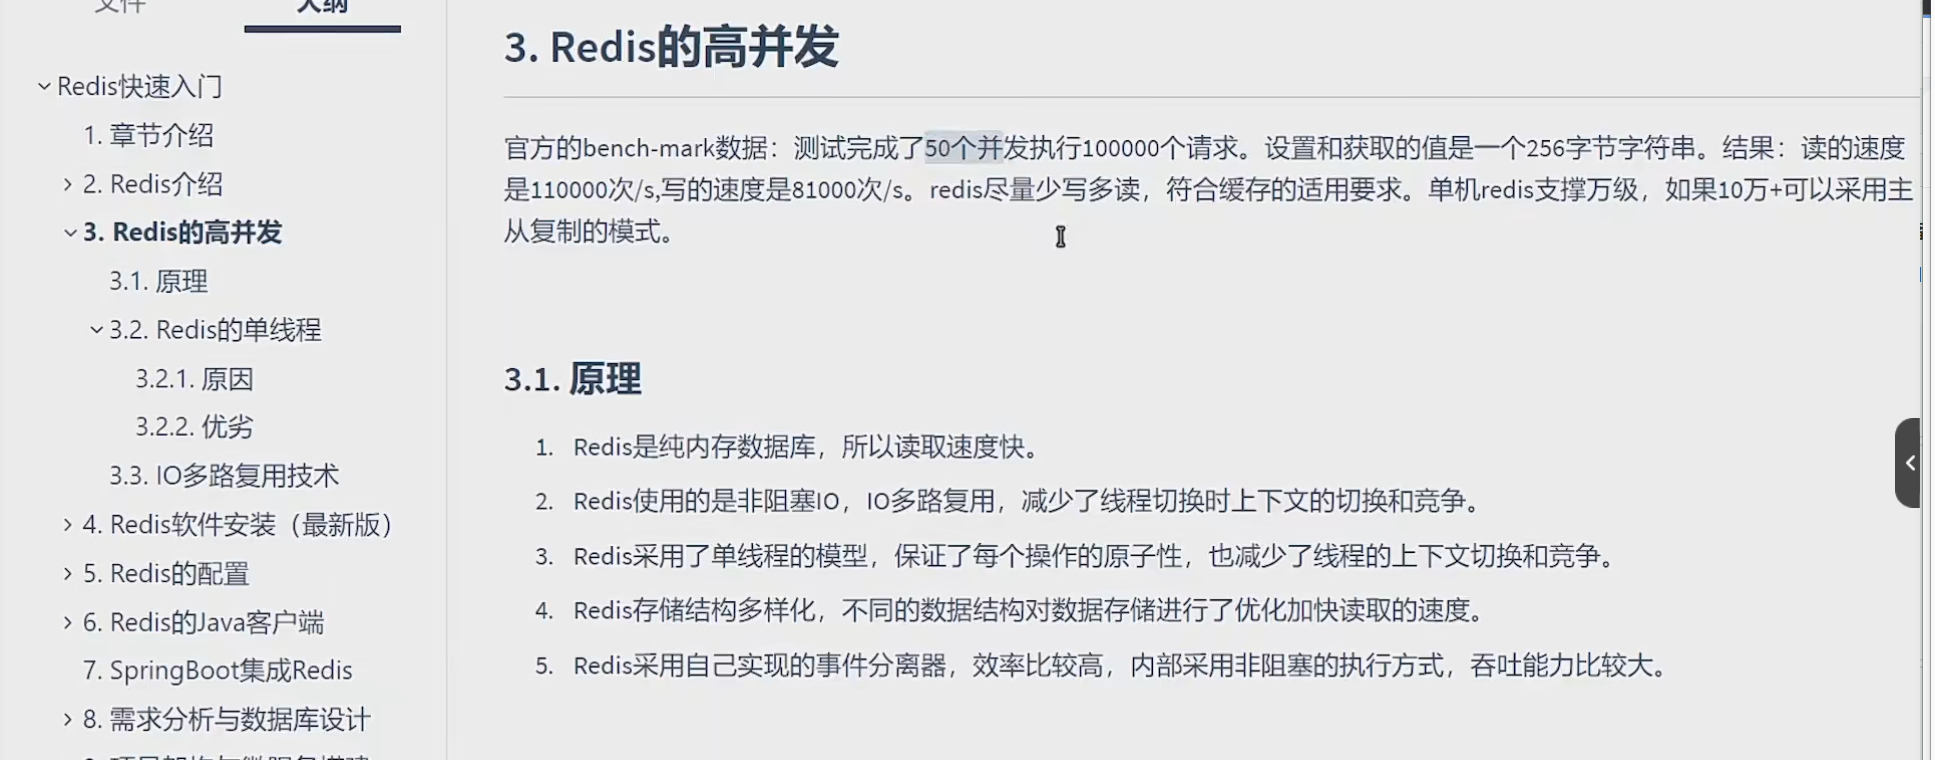 文件
大纲
Redis快速入门
1. 章节介绍
2. Redis介绍
3. Redis的高并发
3.1. 原理
3.2. Redis的单线程
3.2.1. 原因
3.2.2. 优劣
3.3. IO多路复用技术
4. Redis软件安装（最新版）
5. Redis的配置
6. Redis的Java客户端
7. SpringBoot集成Redis
8. 需求分析与数据库设计
3. Redis的高并发
官方的bench-mark数据：测试完成了50个并发执行100000个请求。设置和获取的值是一个256字节字符串。结果：读的速度
是110000次/s,写的速度是81000次/s。redis尽量少写多读，符合缓存的适用要求。单机redis支撑万级，如果10万+可以采用主
从复制的模式。
3.1. 原理
1. Redis是纯内存数据库，所以读取速度快。
2. Redis使用的是非阻塞IO，IO多路复用，减少了线程切换时上下文的切换和竞争。
3. Redis采用了单线程的模型，保证了每个操作的原子性，也减少了线程的上下文切换和竞争。
4. Redis存储结构多样化，不同的数据结构对数据存储进行了优化加快读取的速度。
5. Redis采用自己实现的事件分离器，效率比较高，内部采用非阻塞的执行方式，吞吐能力比较大。